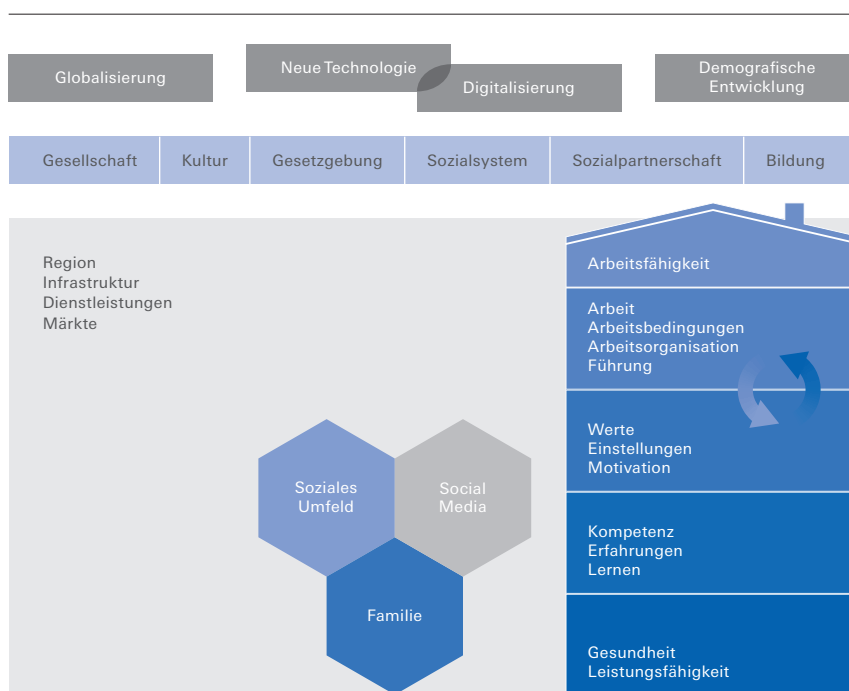 Globalisierung
Neue Technologie
Digitalisierung
Demografische
Entwicklung
Gesellschaft
Kultur
Gesetzgebung
Sozialsystem
Sozialpartnerschaft
Bildung
Region
Infrastruktur
Dienstleistungen
Märkte
Soziales
Umfeld
Social
Media
Familie
Arbeitsfähigkeit
Arbeit
Arbeitsbedingungen
Arbeitsorganisation
Führung
Werte
Einstellungen
Motivation
Kompetenz
Erfahrungen
Lernen
Gesundheit
Leistungsfähigkeit